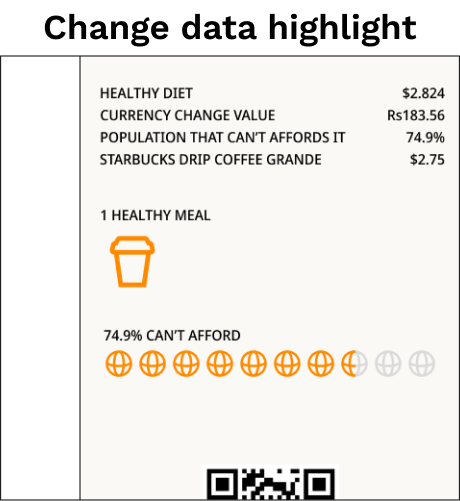 Change data highlight
HEALTHY DIET $2.824
CURRENCY CHANGE VALUE Rs183.56
POPULATION THAT CAN'T AFFORDS IT 74.9%
STARBUCKS DRIP COFFEE GRANDE $2.75
1 HEALTHY MEAL
74.9% CAN'T AFFORD